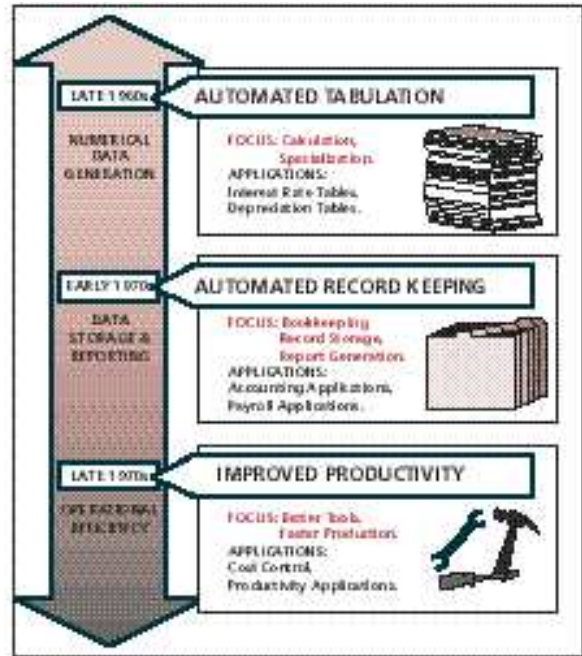 LATE 1960s
AUTOMATED TABULATION
NUMERICAL
DATA
GENERATION
FOCUS: Calculation,
Specialization.
APPLICATIONS:
Interest Rate Tables,
Depreciation Tables.
EARLY 1970s
AUTOMATED RECORD KEEPING
DATA
STORAGE &
REPORTING
FOCUS: Bookkeeping
Record Storage,
Report Generation.
APPLICATIONS:
Accounting Applications,
Payroll Applications.
LATE 1970s
IMPROVED PRODUCTIVITY
OPERATIONAL
EFFICIENCY
FOCUS: Better Tools,
Faster Production.
APPLICATIONS:
Cost Control,
Productivity Applications.